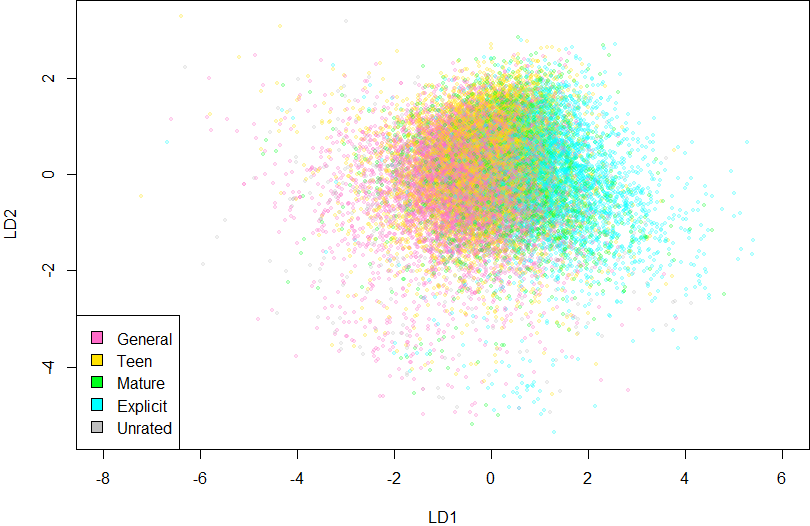 2
0
-2
-4
LD2
General
Teen
Mature
Explicit
Unrated
-8 -6 -4 -2 0 2 4 6
LD1